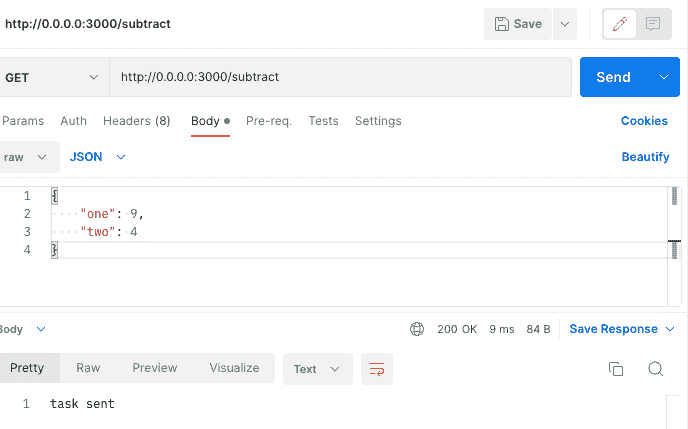 http://0.0.0.0:3000/subtract
Save
GET
http://0.0.0.0:3000/subtract
Send
Params Auth Headers (8) Body Pre-req. Tests Settings
Cookies
raw JSON
Beautify
1 {
2 "one": 9,
3 "two": 4
4 }
Body
200 OK 9 ms 84 B Save Response
Pretty Raw Preview Visualize Text
1 task sent